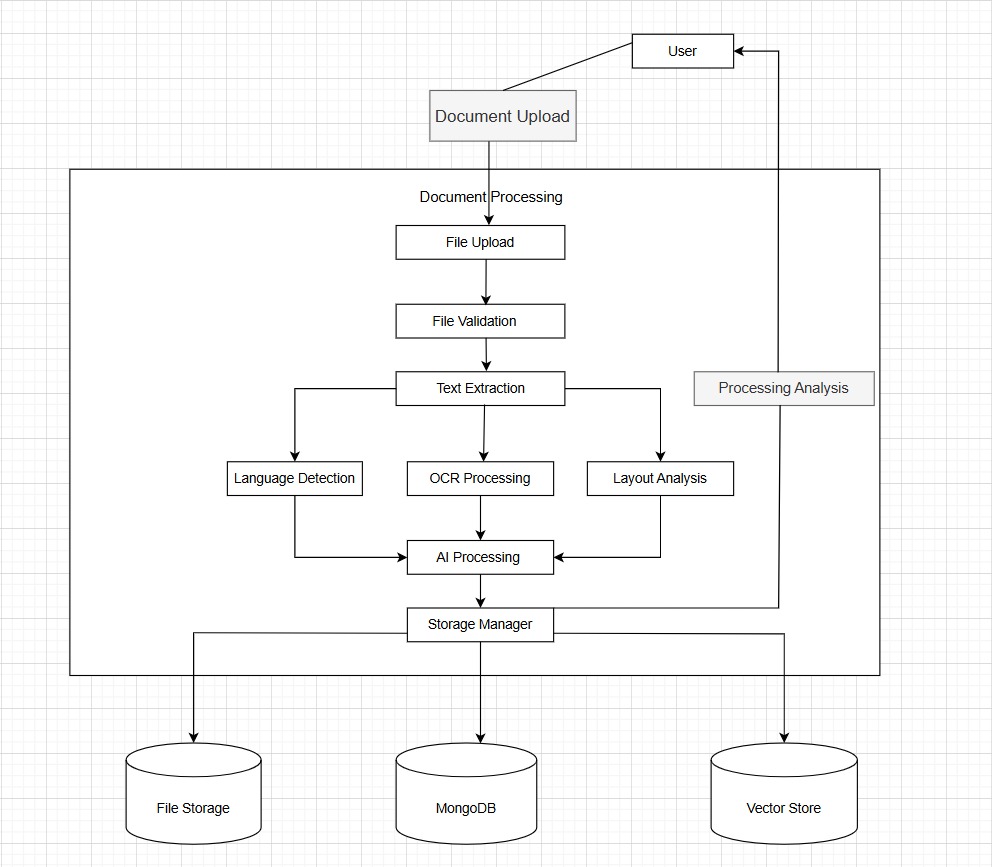 User
Document Upload
Document Processing
File Upload
File Validation
Text Extraction
Processing Analysis
Language Detection
OCR Processing
Layout Analysis
AI Processing
Storage Manager
File Storage
MongoDB
Vector Store